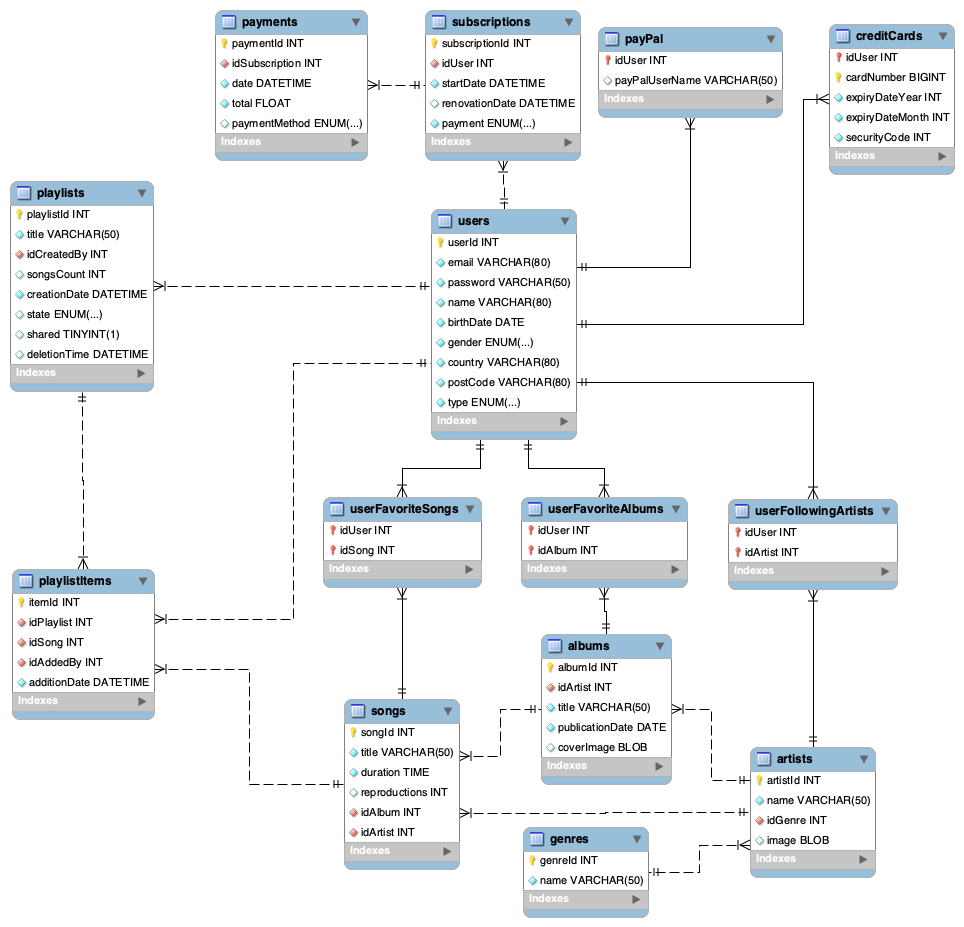 payments
paymentId INT
idSubscription INT
date DATETIME
total FLOAT
paymentMethod ENUM(...)
Indexes
subscriptions
subscriptionId INT
idUser INT
startDate DATETIME
renovationDate DATETIME
payment ENUM(...)
Indexes
payPal
idUser INT
payPalUserName VARCHAR(50)
Indexes
creditCards
idUser INT
cardNumber BIGINT
expiryDateYear INT
expiryDateMonth INT
securityCode INT
Indexes
playlists
playlistId INT
title VARCHAR(50)
idCreatedBy INT
songsCount INT
creationDate DATETIME
state ENUM(...)
shared TINYINT(1)
deletionTime DATETIME
Indexes
users
userId INT
email VARCHAR(80)
password VARCHAR(50)
name VARCHAR(80)
birthDate DATE
gender ENUM(...)
country VARCHAR(80)
postCode VARCHAR(80)
type ENUM(...)
Indexes
userFavoriteSongs
idUser INT
idSong INT
Indexes
userFavoriteAlbums
idUser INT
idAlbum INT
Indexes
userFollowingArtists
idUser INT
idArtist INT
Indexes
playlistItems
itemId INT
idPlaylist INT
idSong INT
idAddedBy INT
additionDate DATETIME
Indexes
albums
albumId INT
idArtist INT
title VARCHAR(50)
publicationDate DATE
coverImage BLOB
Indexes
songs
songId INT
title VARCHAR(50)
duration TIME
reproductions INT
idAlbum INT
idArtist INT
Indexes
artists
artistId INT
name VARCHAR(50)
idGenre INT
image BLOB
Indexes
genres
genreId INT
name VARCHAR(50)
Indexes